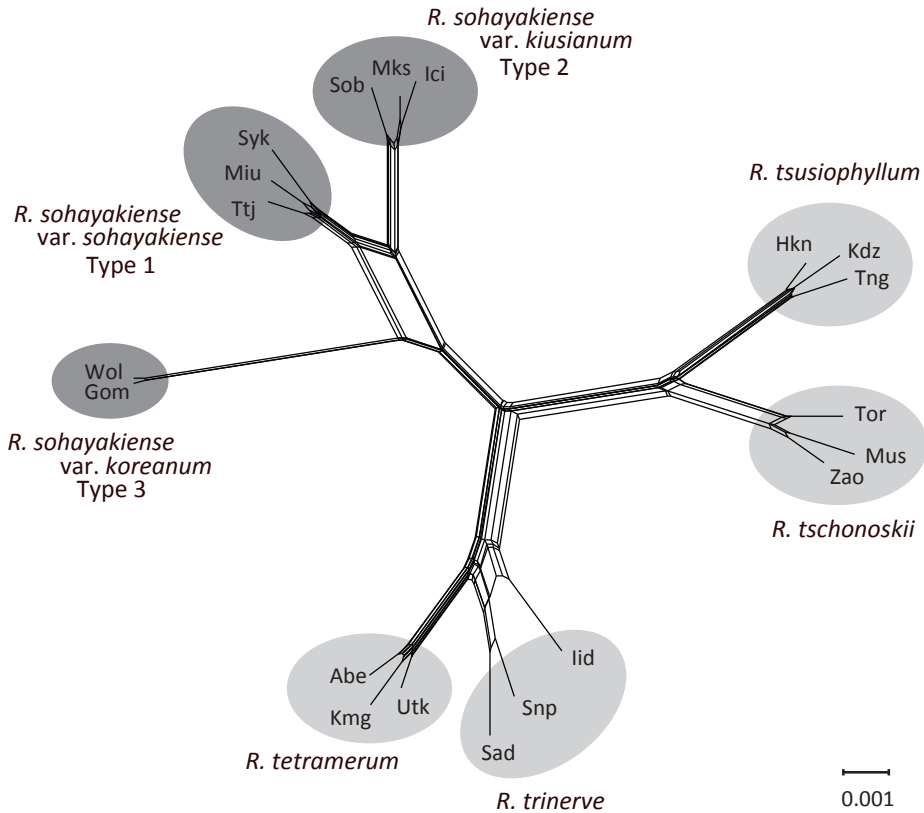 R. sohayakiense
var. kiusianum
Type 2
Mks
Ici
Sob
Syk
Miu
Ttj
R. sohayakiense
var. sohayakiense
Type 1
R. tsusiophyllum
Hkn
Kdz
Tng
Wol
Gom
R. sohayakiense
var. koreanum
Type 3
Tor
Mus
Zao
R. tschonoskii
Abe
Kmg
Utk
R. tetramerum
Iid
Snp
Sad
R. trinerve
0.001